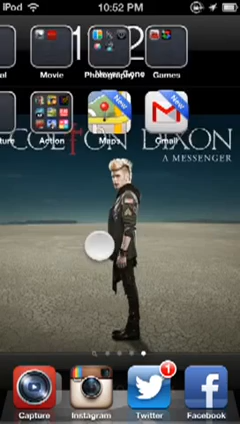 iPod 10:52 PM
Movie Games
Action Maps Gmail
New New
COLTON DIXON
A MESSENGER
1
Capture Instagram Twitter Facebook